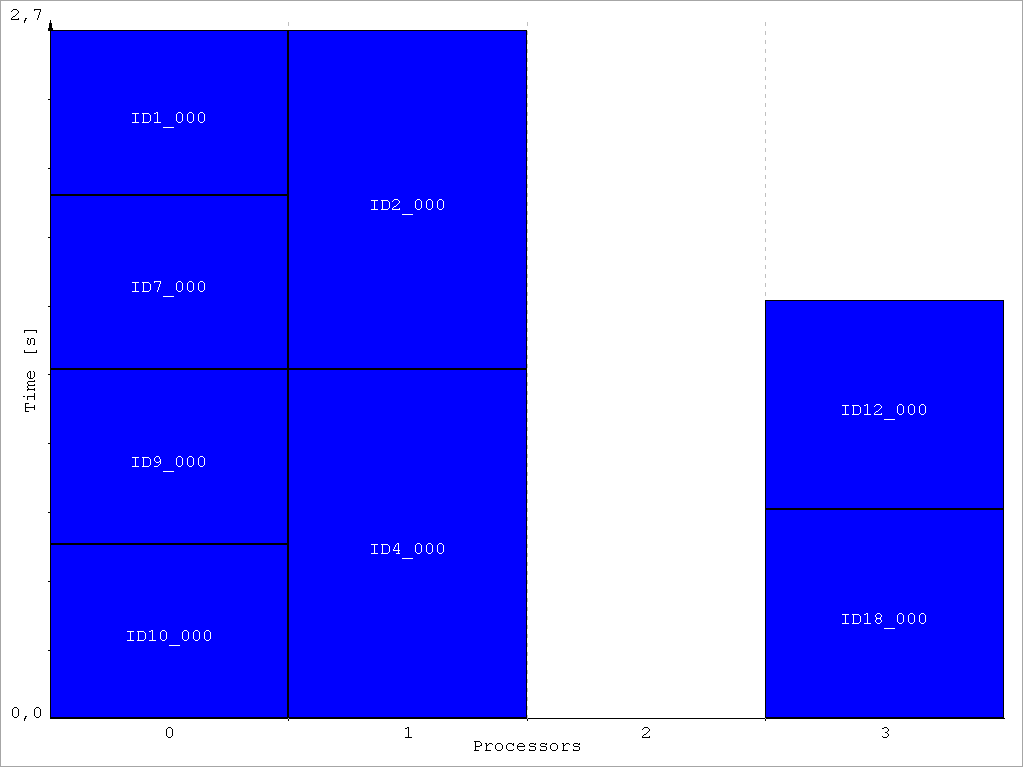 2,7
ID1_000
ID2_000
ID7_000
Time [s]
ID12_000
ID9_000
ID4_000
ID18_000
ID10_000
0,0
0 1 2 3
Processors